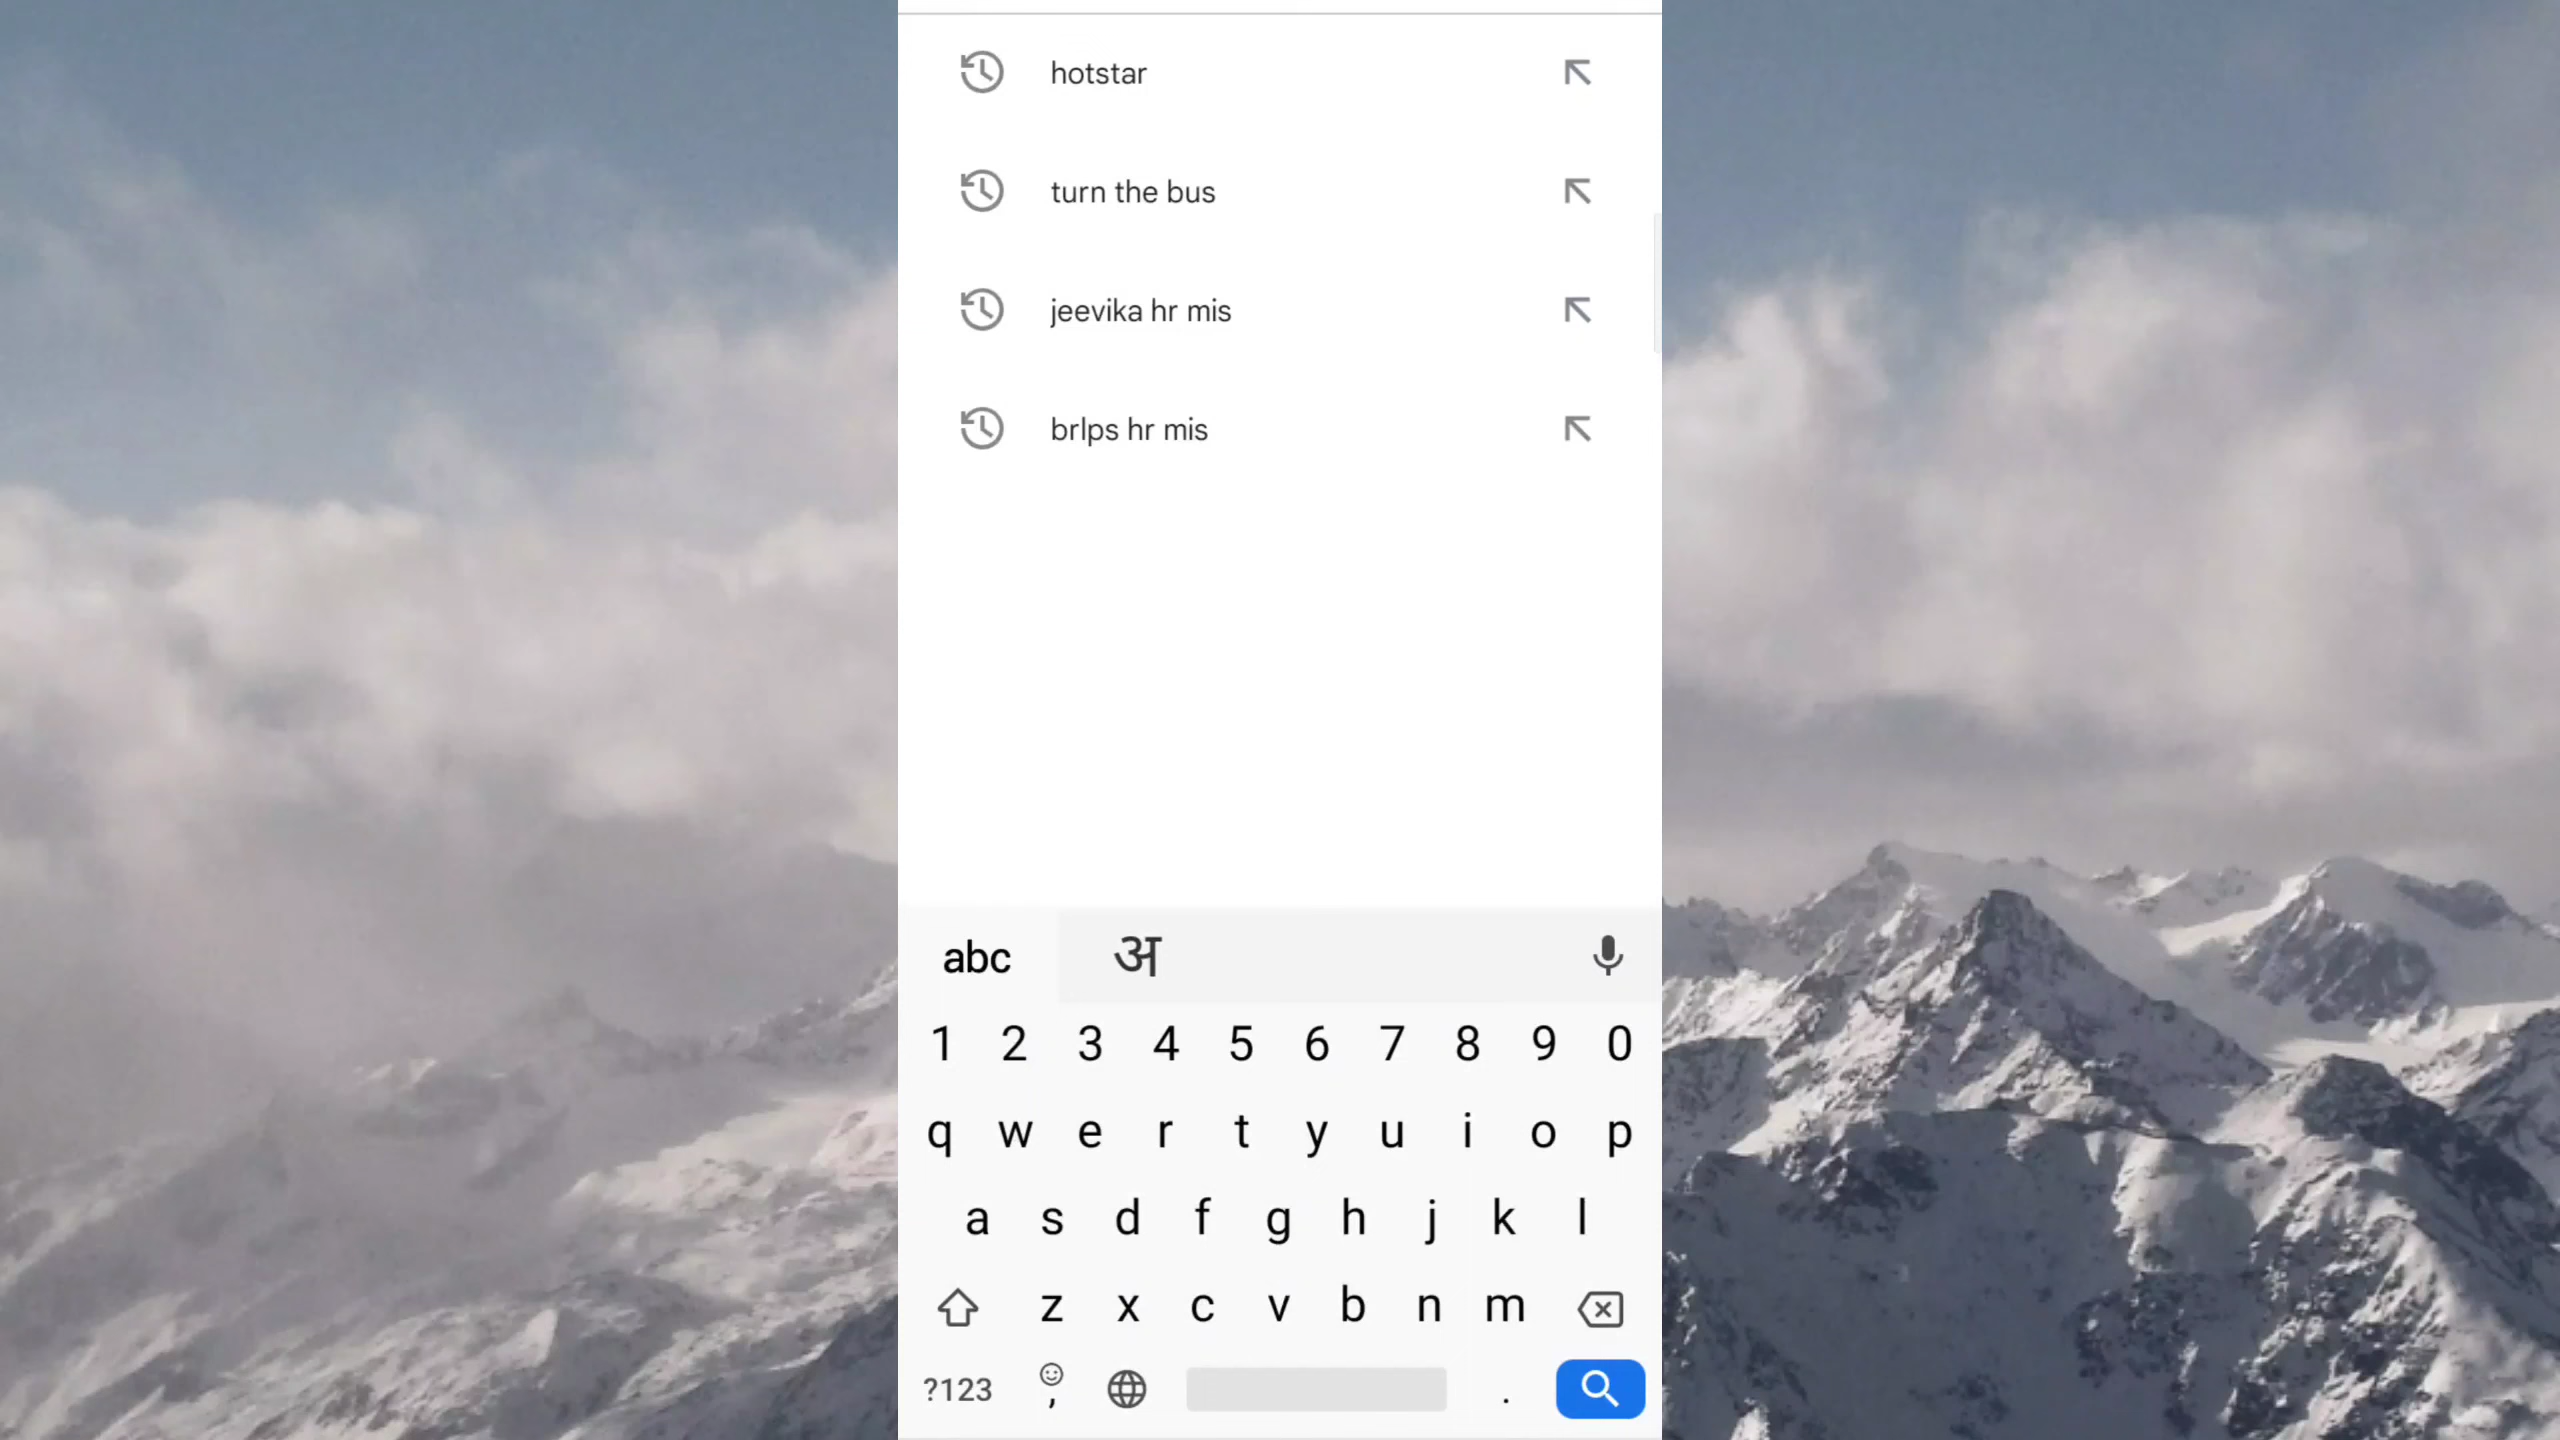 hotstar
turn the bus
jeevika hr mis
brlps hr mis
abc अ
1 2 3 4 5 6 7 8 9 0
q w e r t y u i o p
a s d f g h j k l
z x c v b n m
?123 , .